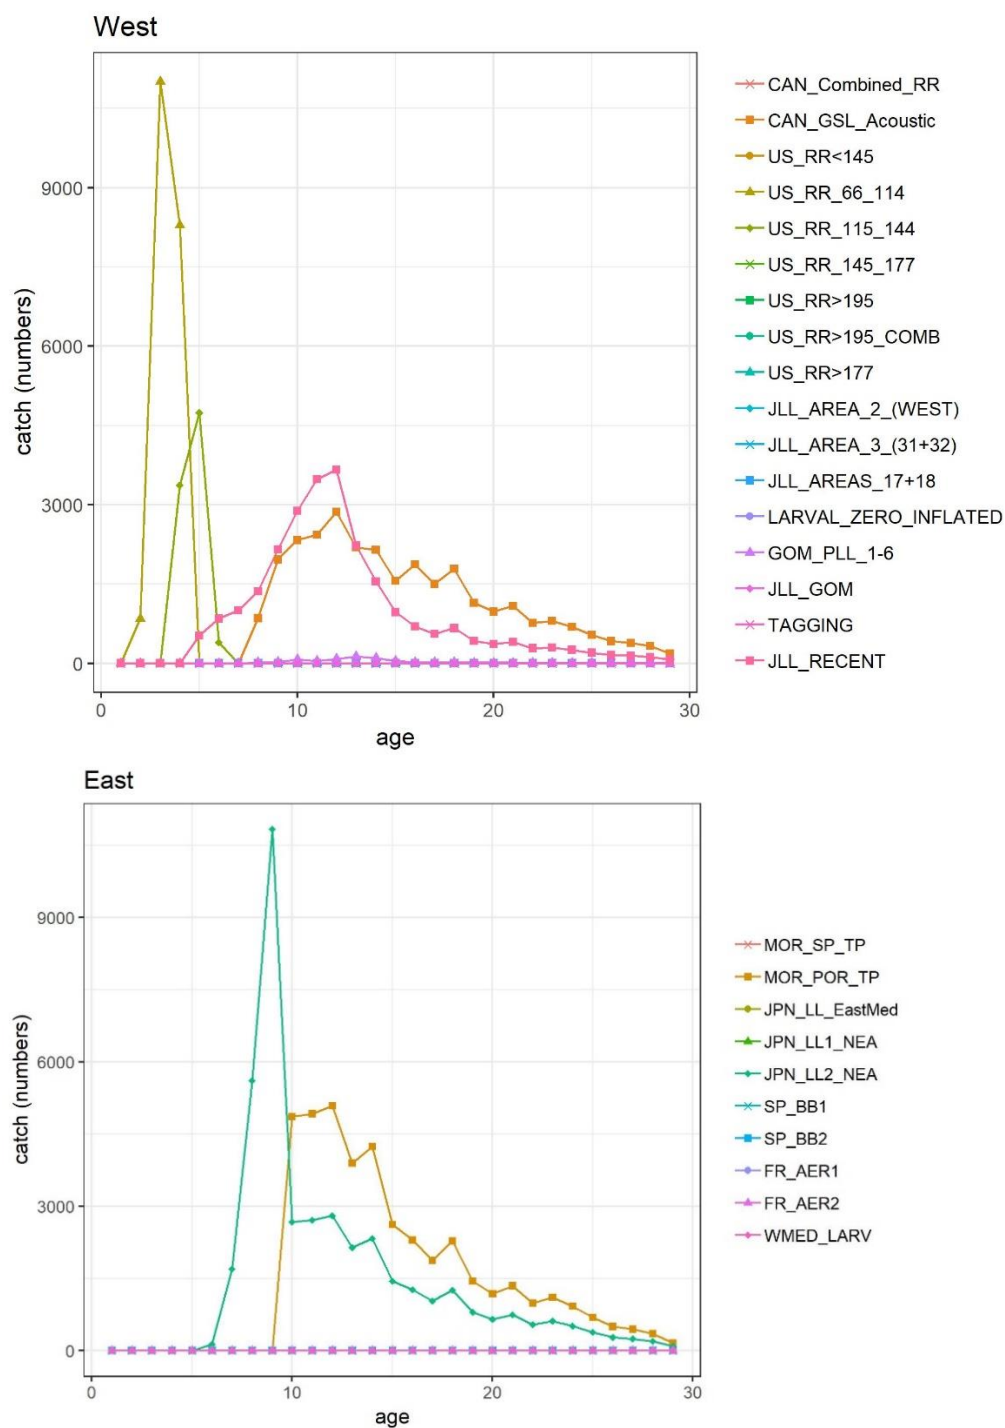 West
catch (numbers)
9000
6000
3000
0
0
10
20
30
age
CAN_Combined_RR
CAN_GSL_Acoustic
US_RR<145
US_RR_66_114
US_RR_115_144
US_RR_145_177
US_RR>195
US_RR>195_COMB
US_RR>177
JLL_AREA_2_(WEST)
JLL_AREA_3_(31+32)
JLL_AREAS_17+18
LARVAL_ZERO_INFLATED
GOM_PLL_1-6
JLL_GOM
TAGGING
JLL_RECENT
East
catch (numbers)
9000
6000
3000
0
0
10
20
30
age
MOR_SP_TP
MOR_POR_TP
JPN_LL_EastMed
JPN_LL1_NEA
JPN_LL2_NEA
SP_BB1
SP_BB2
FR_AER1
FR_AER2
WMED_LARV